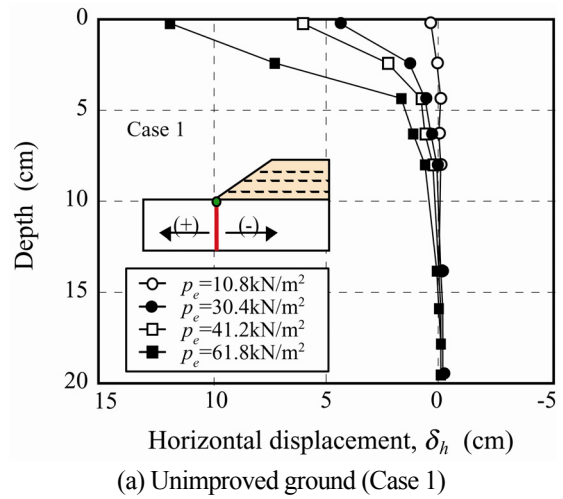 0
5
10
15
20
Depth (cm)
Case 1
(+)
(-)
pe=10.8kN/m²
pe=30.4kN/m²
pe=41.2kN/m²
pe=61.8kN/m²
15 10 5 0 -5
Horizontal displacement, δh (cm)
(a) Unimproved ground (Case 1)